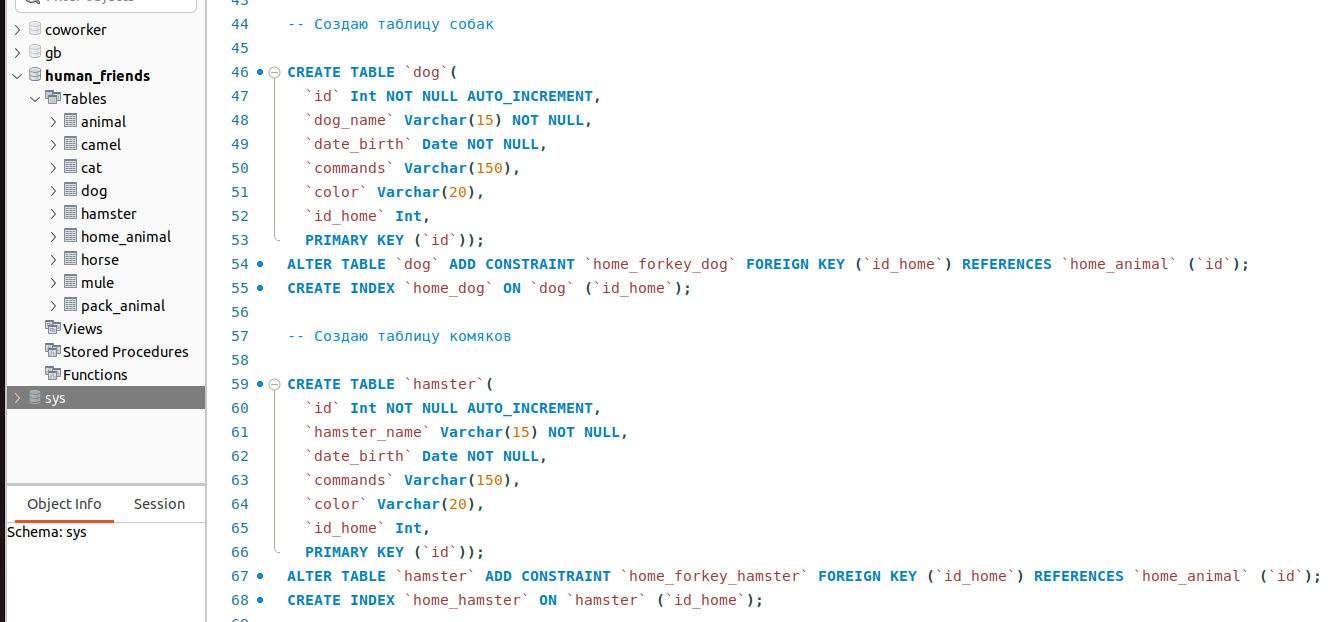 Filter objects
coworker
gb
human_friends
Tables
animal
camel
cat
dog
hamster
home_animal
horse
mule
pack_animal
Views
Stored Procedures
Functions
sys
Object Info Session
Schema: sys
43
44 -- Создаю таблицу собак
45
46 CREATE TABLE `dog`(
47 `id` Int NOT NULL AUTO_INCREMENT,
48 `dog_name` Varchar(15) NOT NULL,
49 `date_birth` Date NOT NULL,
50 `commands` Varchar(150),
51 `color` Varchar(20),
52 `id_home` Int,
53 PRIMARY KEY (`id`));
54 ALTER TABLE `dog` ADD CONSTRAINT `home_forkey_dog` FOREIGN KEY (`id_home`) REFERENCES `home_animal` (`id`);
55 CREATE INDEX `home_dog` ON `dog` (`id_home`);
56
57 -- Создаю таблицу комяков
58
59 CREATE TABLE `hamster`(
60 `id` Int NOT NULL AUTO_INCREMENT,
61 `hamster_name` Varchar(15) NOT NULL,
62 `date_birth` Date NOT NULL,
63 `commands` Varchar(150),
64 `color` Varchar(20),
65 `id_home` Int,
66 PRIMARY KEY (`id`));
67 ALTER TABLE `hamster` ADD CONSTRAINT `home_forkey_hamster` FOREIGN KEY (`id_home`) REFERENCES `home_animal` (`id`);
68 CREATE INDEX `home_hamster` ON `hamster` (`id_home`);
69